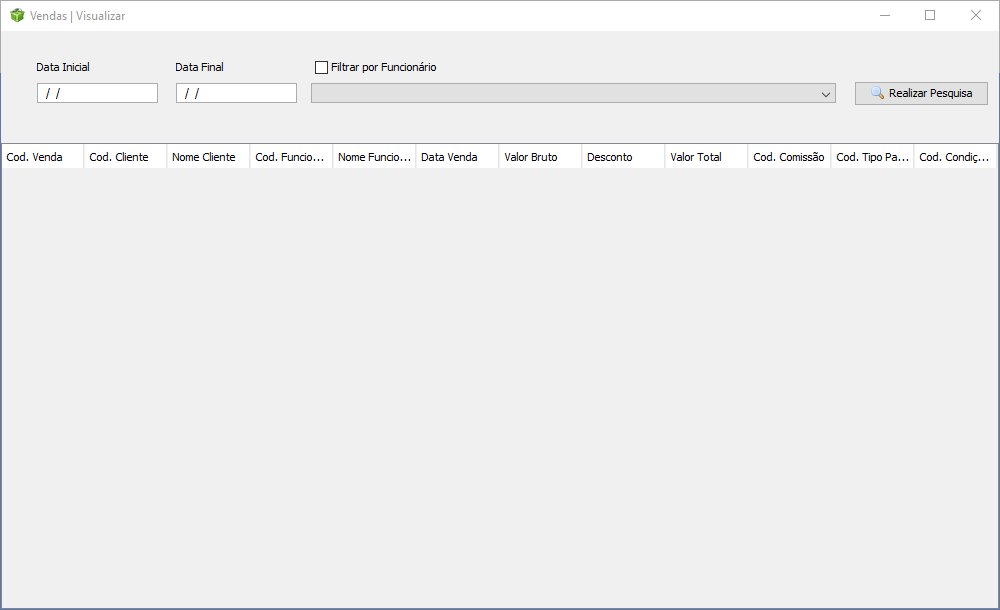 Vendas | Visualizar
Data Inicial Data Final Filtrar por Funcionário
/ / / / Realizar Pesquisa
Cod. Venda Cod. Cliente Nome Cliente Cod. Funcio... Nome Funcio... Data Venda Valor Bruto Desconto Valor Total Cod. Comissão Cod. Tipo Pa... Cod. Condiç...